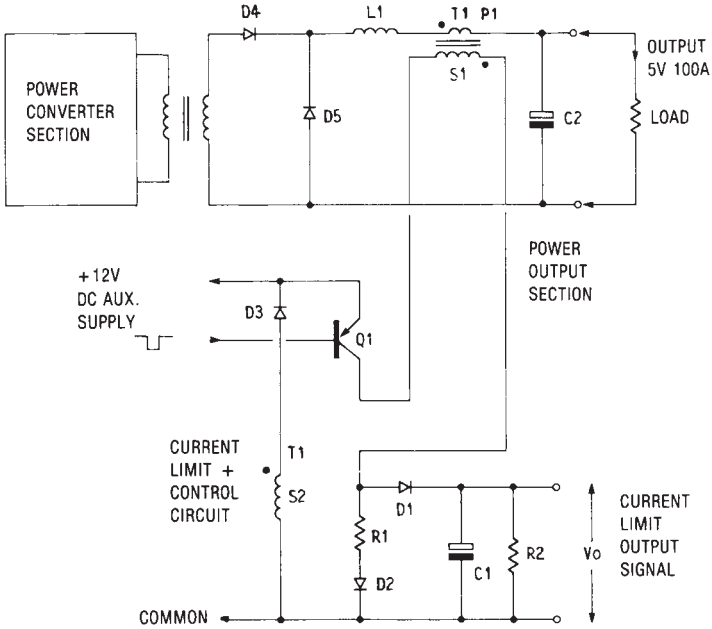 D4
L1
T1 P1
OUTPUT
5V 100A
POWER
CONVERTER
SECTION
S1
D5
C2
LOAD
POWER
OUTPUT
SECTION
+12V
DC AUX.
SUPPLY
D3
Q1
CURRENT
LIMIT +
CONTROL
CIRCUIT
T1
S2
D1
R1
D2
C1
R2
Vo
CURRENT
LIMIT
OUTPUT
SIGNAL
COMMON